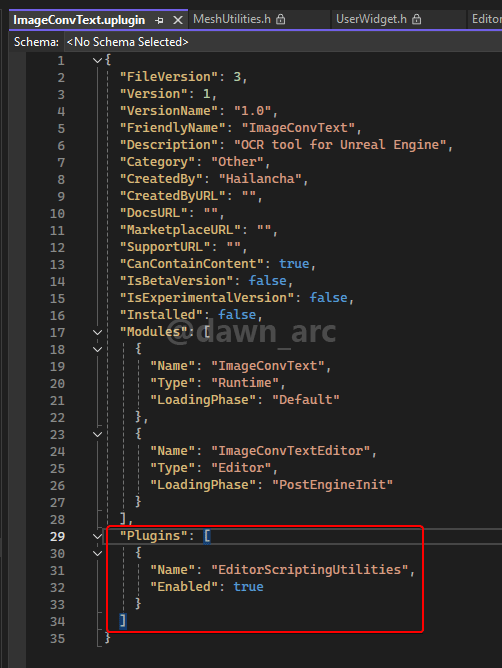 ImageConvText.uplugin MeshUtilities.h UserWidget.h Editor
Schema: <No Schema Selected>
1 {
2 "FileVersion": 3,
3 "Version": 1,
4 "VersionName": "1.0",
5 "FriendlyName": "ImageConvText",
6 "Description": "OCR tool for Unreal Engine",
7 "Category": "Other",
8 "CreatedBy": "Hailancha",
9 "CreatedByURL": "",
10 "DocsURL": "",
11 "MarketplaceURL": "",
12 "SupportURL": "",
13 "CanContainContent": true,
14 "IsBetaVersion": false,
15 "IsExperimentalVersion": false,
16 "Installed": false,
17 "Modules": [
@dawn_arc
18 {
19 "Name": "ImageConvText",
20 "Type": "Runtime",
21 "LoadingPhase": "Default"
22 },
23 {
24 "Name": "ImageConvTextEditor",
25 "Type": "Editor",
26 "LoadingPhase": "PostEngineInit"
27 }
28 ],
29 "Plugins": [
30 {
31 "Name": "EditorScriptingUtilities",
32 "Enabled": true
33 }
34 ]
35 }